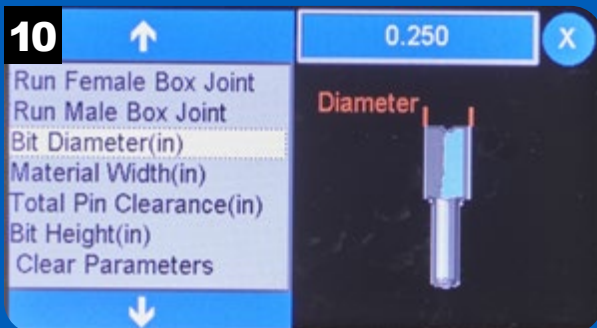 10
0.250
X
Run Female Box Joint
Run Male Box Joint
Bit Diameter(in)
Material Width(in)
Total Pin Clearance(in)
Bit Height(in)
Clear Parameters
Diameter